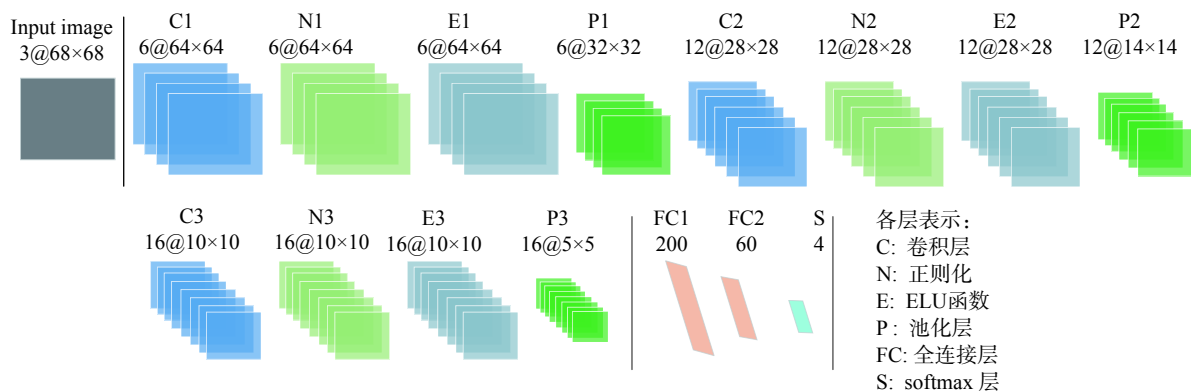 Input image
3@68×68
C1
6@64×64
N1
6@64×64
E1
6@64×64
P1
6@32×32
C2
12@28×28
N2
12@28×28
E2
12@28×28
P2
12@14×14
C3
16@10×10
N3
16@10×10
E3
16@10×10
P3
16@5×5
FC1
200
FC2
60
S
4
各层表示：
C: 卷积层
N: 正则化
E: ELU函数
P : 池化层
FC: 全连接层
S: softmax 层